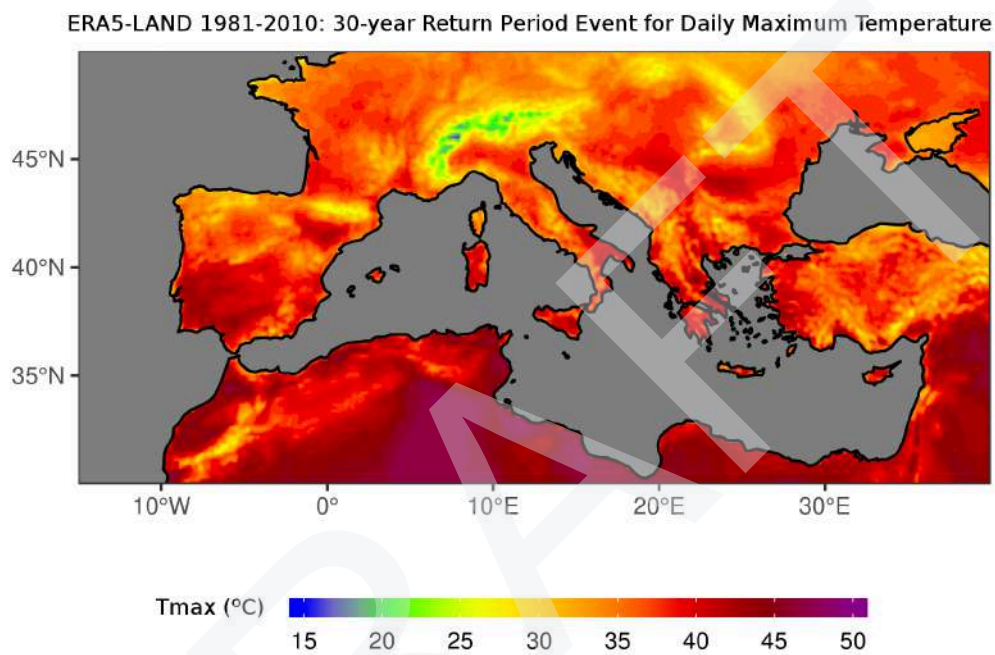 ERA5-LAND 1981-2010: 30-year Return Period Event for Daily Maximum Temperature
45°N
40°N
35°N
10°W 0° 10°E 20°E 30°E
Tmax (ºC)
15 20 25 30 35 40 45 50
DRAFT